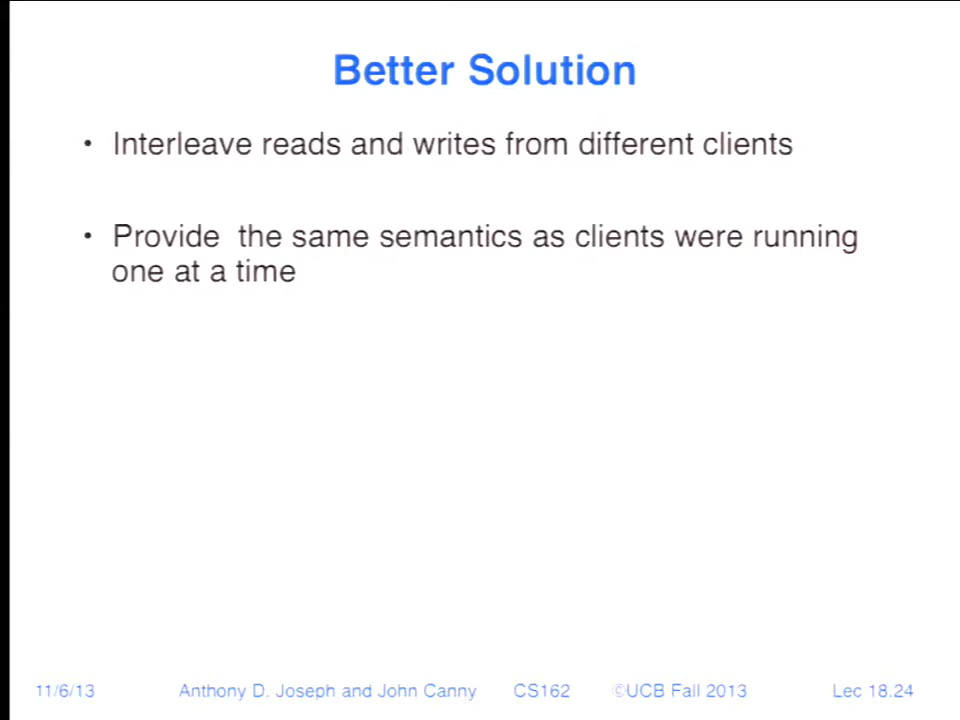 Better Solution
• Interleave reads and writes from different clients
• Provide the same semantics as clients were running
one at a time
11/6/13 Anthony D. Joseph and John Canny CS162 ©UCB Fall 2013 Lec 18.24